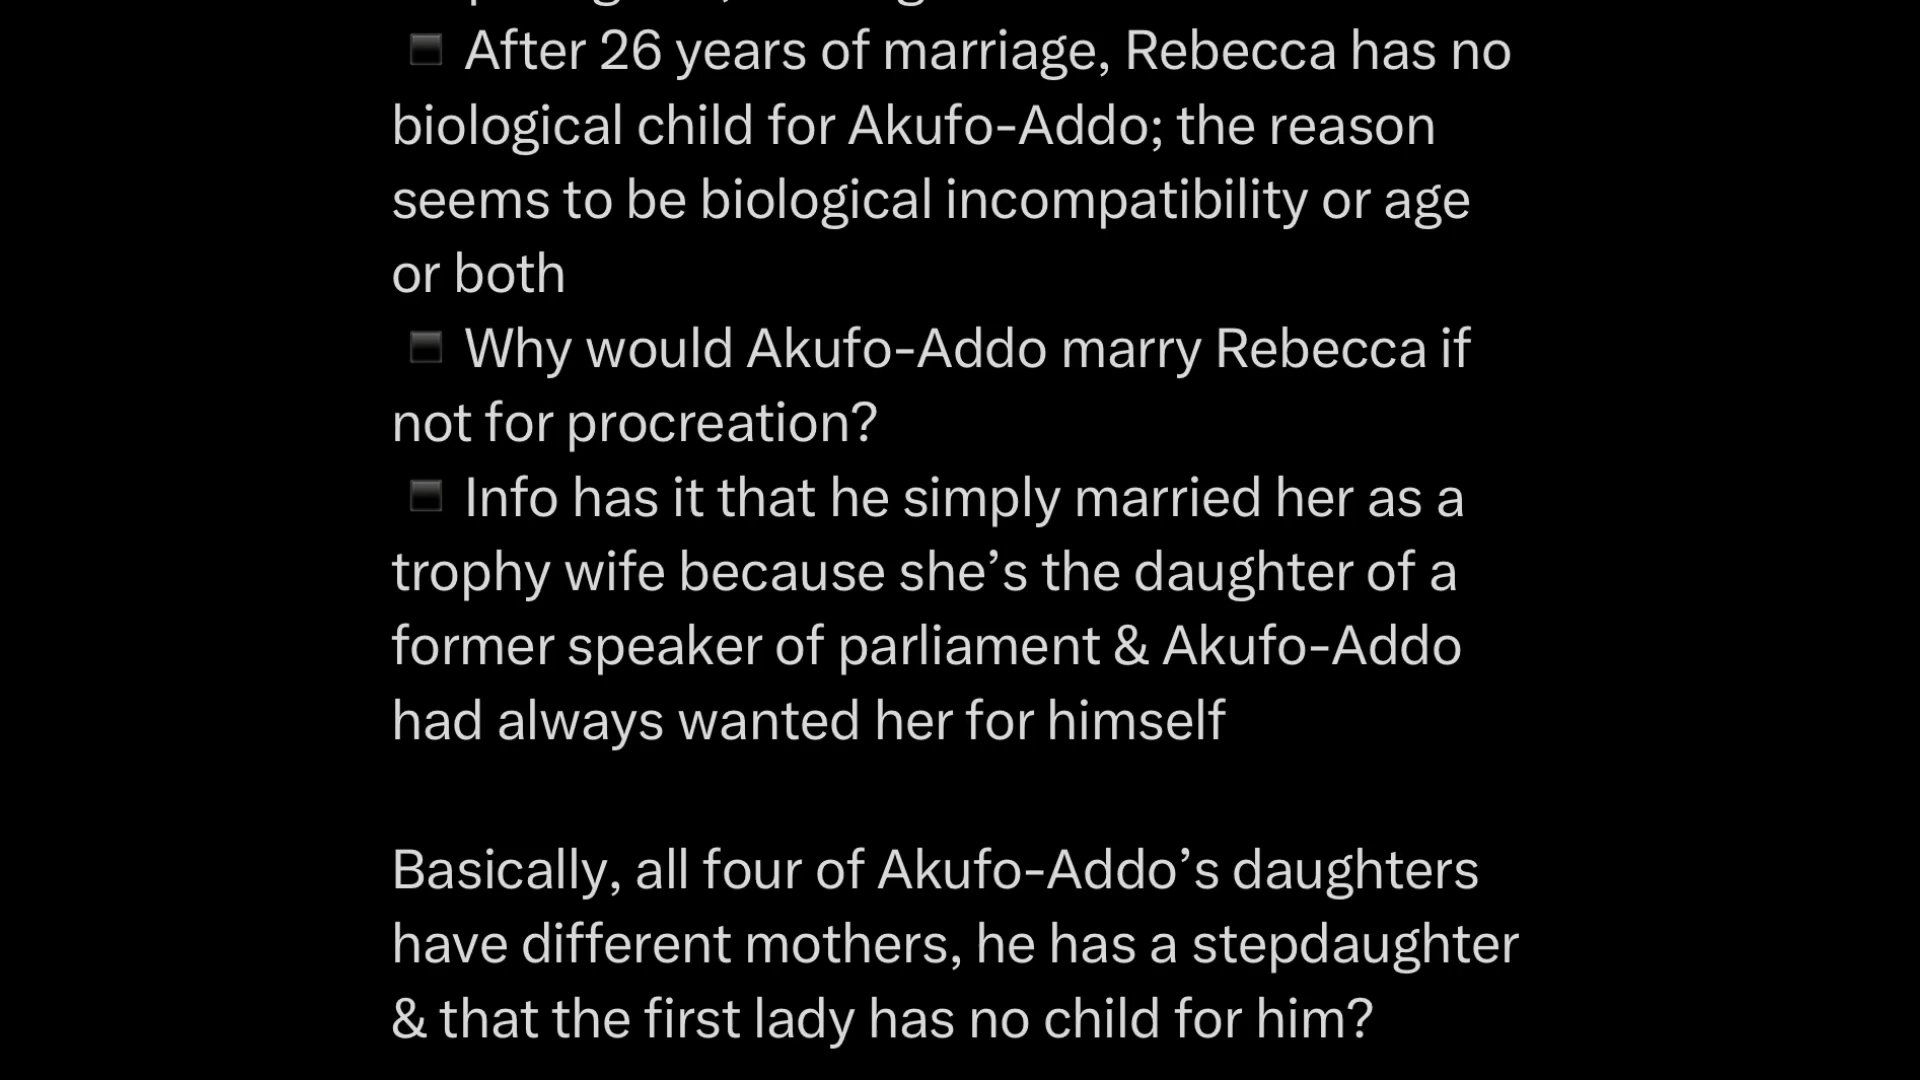 ▪️ After 26 years of marriage, Rebecca has no
biological child for Akufo-Addo; the reason
seems to be biological incompatibility or age
or both
▪️ Why would Akufo-Addo marry Rebecca if
not for procreation?
▪️ Info has it that he simply married her as a
trophy wife because she’s the daughter of a
former speaker of parliament & Akufo-Addo
had always wanted her for himself
Basically, all four of Akufo-Addo’s daughters
have different mothers, he has a stepdaughter
& that the first lady has no child for him?